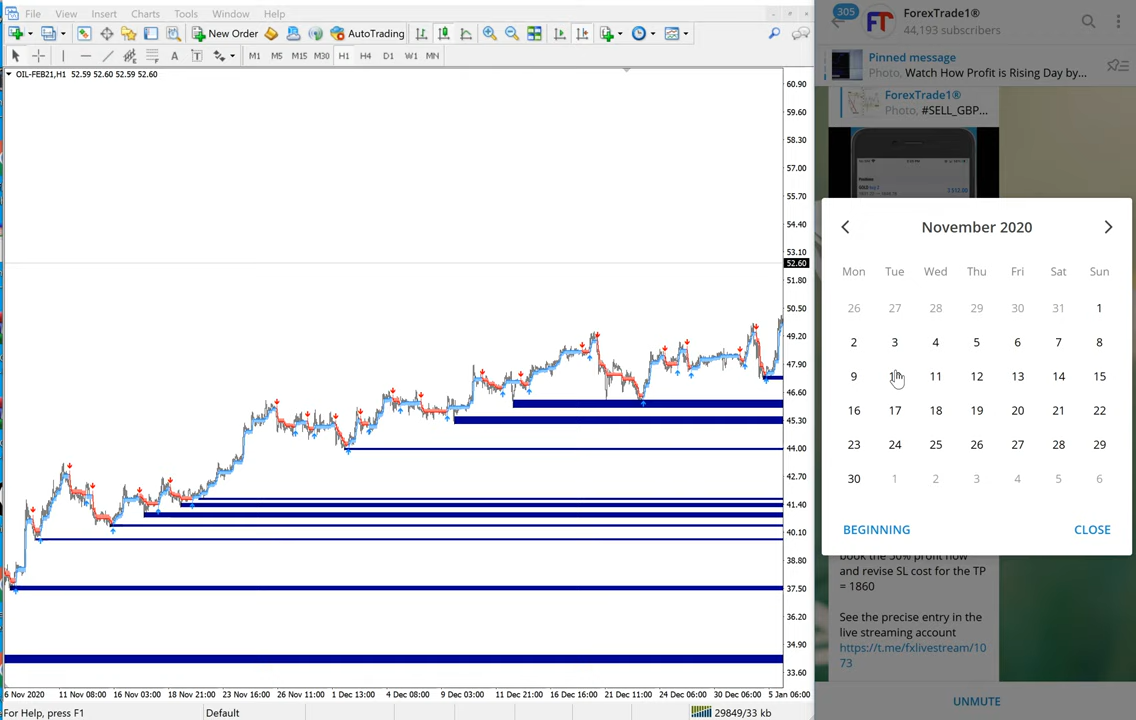 File View Insert Charts Tools Window Help
New Order AutoTrading
M1 M5 M15 M30 H1 H4 D1 W1 MN
OIL-FEB21,H1 52.59 52.60 52.59 52.60
60.90
59.60
58.30
57.00
55.70
54.40
53.10
52.60
51.80
50.50
49.20
47.90
46.60
45.30
44.00
42.70
41.40
40.10
38.80
37.50
36.20
34.90
33.60
6 Nov 2020 11 Nov 08:00 16 Nov 03:00 18 Nov 21:00 23 Nov 16:00 26 Nov 11:00 1 Dec 13:00 4 Dec 08:00 9 Dec 03:00 11 Dec 21:00 16 Dec 16:00 21 Dec 11:00 24 Dec 06:00 30 Dec 06:00 5 Jan 06:00
For Help, press F1 Default 29849/33 kb
305
FT
ForexTrade1®
44,193 subscribers
Pinned message
Photo, Watch How Profit is Rising Day by...
ForexTrade1®
Photo, #SELL_GBP...
November 2020
Mon Tue Wed Thu Fri Sat Sun
26 27 28 29 30 31 1
2 3 4 5 6 7 8
9 11 12 13 14 15
16 17 18 19 20 21 22
23 24 25 26 27 28 29
30 1 2 3 4 5 6
BEGINNING CLOSE
book the 50% profit now
and revise SL cost for the TP
= 1860
See the precise entry in the
live streaming account
https://t.me/fxlivestream/10
73
UNMUTE